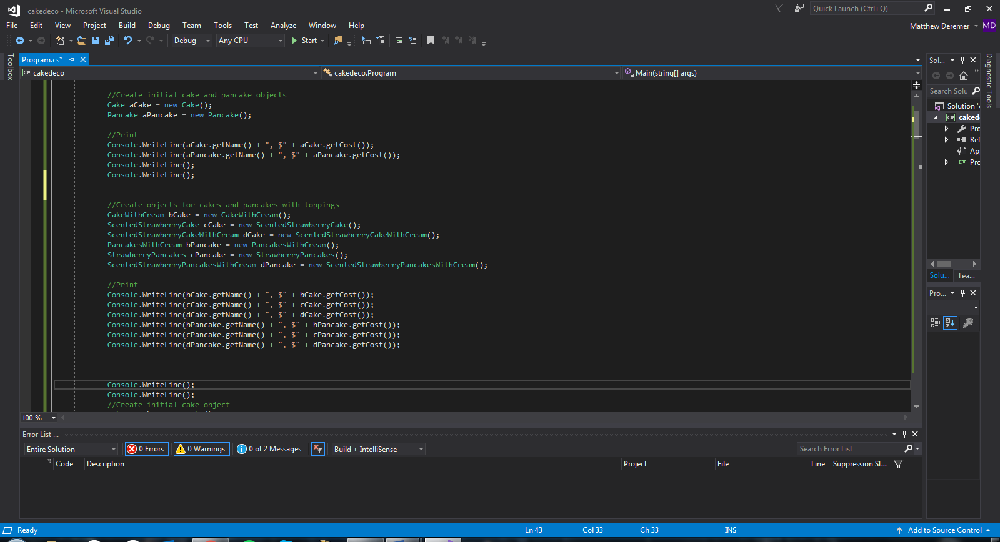 cakedeco - Microsoft Visual Studio
Quick Launch (Ctrl+Q)
File Edit View Project Build Debug Team Tools Test Analyze Window Help
Matthew Deremer MD
Debug Any CPU Start
Toolbox
Program.cs*
cakedeco
cakedeco.Program
Main(string[] args)
//Create initial cake and pancake objects
Cake aCake = new Cake();
Pancake aPancake = new Pancake();
//Print
Console.WriteLine(aCake.getName() + ", $" + aCake.getCost());
Console.WriteLine(aPancake.getName() + ", $" + aPancake.getCost());
Console.WriteLine();
Console.WriteLine();
//Create objects for cakes and pancakes with toppings
CakeWithCream bCake = new CakeWithCream();
ScentedStrawberryCake cCake = new ScentedStrawberryCake();
ScentedStrawberryCakeWithCream dCake = new ScentedStrawberryCakeWithCream();
PancakesWithCream bPancake = new PancakesWithCream();
StrawberryPancakes cPancake = new StrawberryPancakes();
ScentedStrawberryPancakesWithCream dPancake = new ScentedStrawberryPancakesWithCream();
//Print
Console.WriteLine(bCake.getName() + ", $" + bCake.getCost());
Console.WriteLine(cCake.getName() + ", $" + cCake.getCost());
Console.WriteLine(dCake.getName() + ", $" + dCake.getCost());
Console.WriteLine(bPancake.getName() + ", $" + bPancake.getCost());
Console.WriteLine(cPancake.getName() + ", $" + cPancake.getCost());
Console.WriteLine(dPancake.getName() + ", $" + dPancake.getCost());
Console.WriteLine();
Console.WriteLine();
//Create initial cake object
100 %
Sol...
Search Solu
Solution '
C# caked
Pro
Ref
Ap
C# Pro
Solu... Tea...
Pro...
Diagnostic Tools
Error List ...
Entire Solution 0 Errors 0 Warnings 0 of 2 Messages Build + IntelliSense Search Error List
Code Description Project File Line Suppression St...
Ready Ln 43 Col 33 Ch 33 INS Add to Source Control